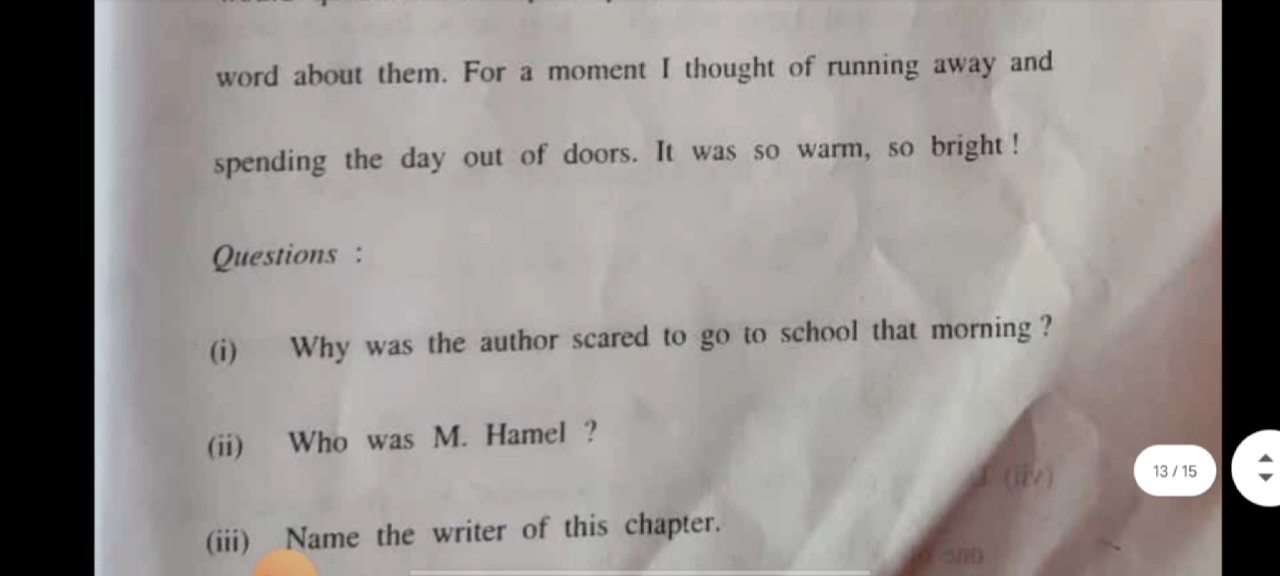 word about them. For a moment I thought of running away and
spending the day out of doors. It was so warm, so bright !
Questions :
(i) Why was the author scared to go to school that morning ?
(ii) Who was M. Hamel ?
13 / 15
(iii) Name the writer of this chapter.